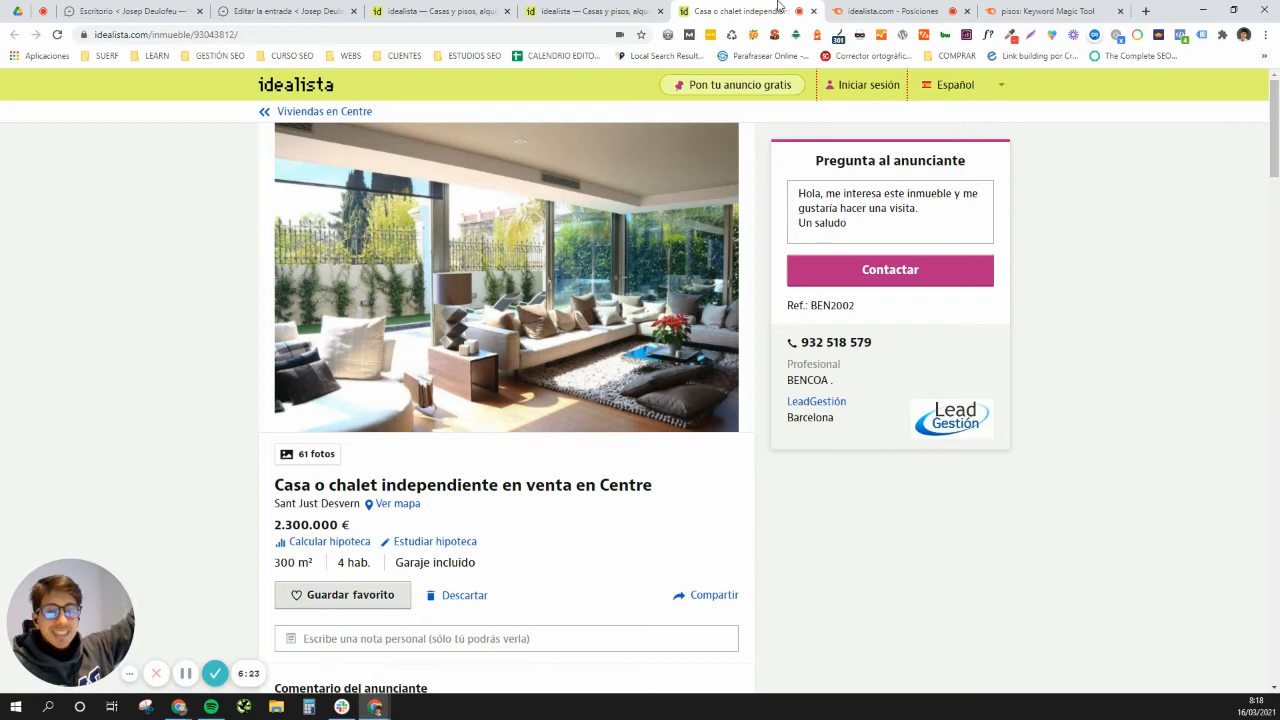 Escritorio < Josep Deulofeu —
Editar la entrada < Josep Deulo
idealista — Casas y pisos, alqui
idealista — Casas y pisos, alqui
Casa o chalet independien
idealista.com - Posiciones
pisos: Keyword Magic Tool
idealista.com/inmueble/93043812/
Aplicaciones
SUEFR
LEARN
GESTIÓN SEO
CURSO SEO
WEBS
CLIENTES
ESTUDIOS SEO
CALENDARIO EDITO...
Local Search Result...
Parafrasear Online -...
Corrector ortográfic...
COMPRAR
Link building por Cr...
The Complete SEO...
»
idealista
Pon tu anuncio gratis
Iniciar sesión
Español
Viviendas en Centre
Pregunta al anunciante
Hola, me interesa este inmueble y me
gustaría hacer una visita.
Un saludo
Contactar
Ref.: BEN2002
932 518 579
Profesional
BENCOA .
LeadGestión
Barcelona
Lead
Gestión
61 fotos
Casa o chalet independiente en venta en Centre
Sant Just Desvern
Ver mapa
2.300.000 €
Calcular hipoteca
Estudiar hipoteca
300 m²
4 hab.
Garaje incluido
Guardar favorito
Descartar
Compartir
Escribe una nota personal (sólo tú podrás verla)
Comentario del anunciante
6:23
8:18
16/03/2021